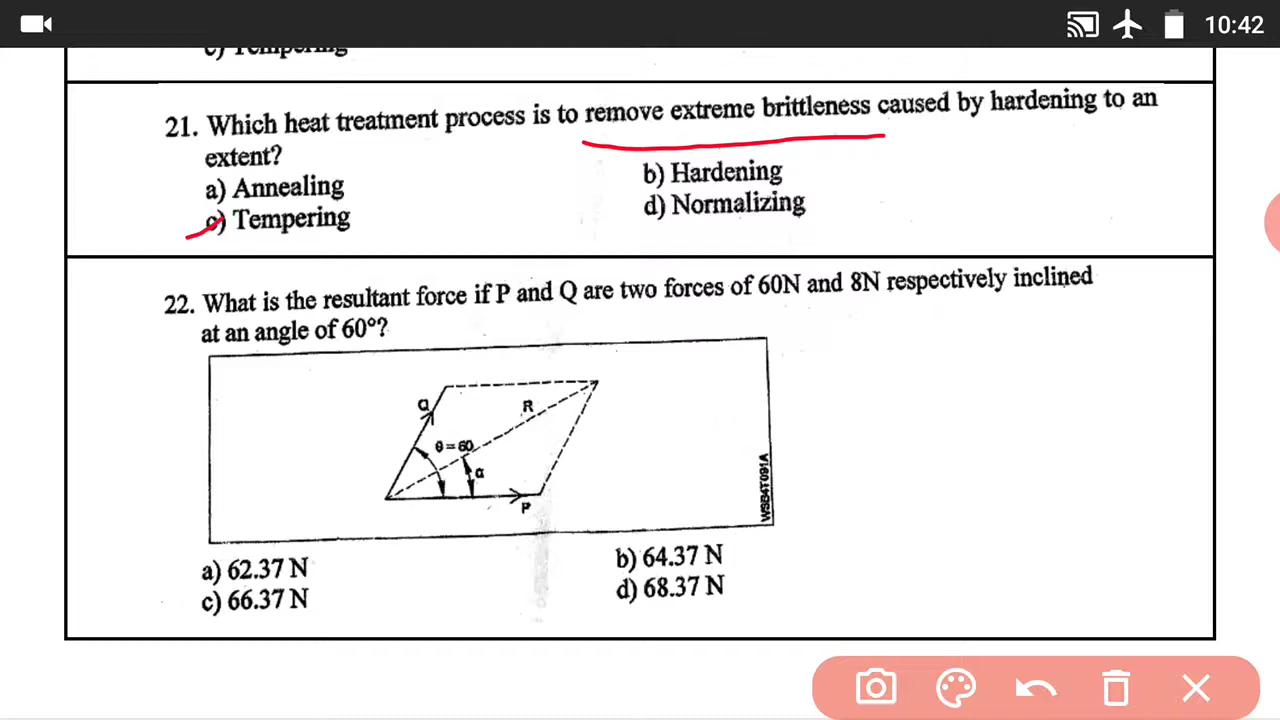 10:42
c) Tempering
21. Which heat treatment process is to remove extreme brittleness caused by hardening to an
extent?
a) Annealing
b) Hardening
c) Tempering
d) Normalizing
22. What is the resultant force if P and Q are two forces of 60N and 8N respectively inclined
at an angle of 60°?
Q
R
θ = 60
α
P
WSB4T091A
a) 62.37 N
b) 64.37 N
c) 66.37 N
d) 68.37 N